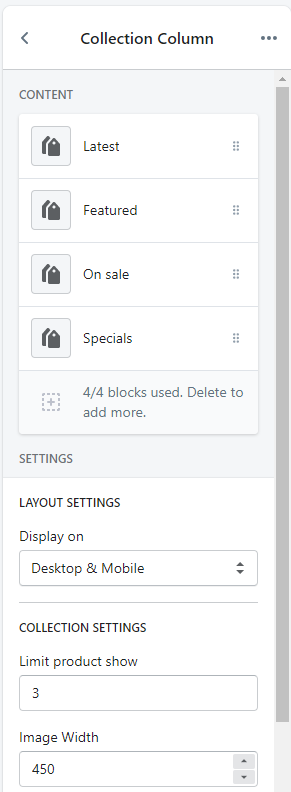 Collection Column
CONTENT
Latest
Featured
On sale
Specials
4/4 blocks used. Delete to
add more.
SETTINGS
LAYOUT SETTINGS
Display on
Desktop & Mobile
COLLECTION SETTINGS
Limit product show
3
Image Width
450